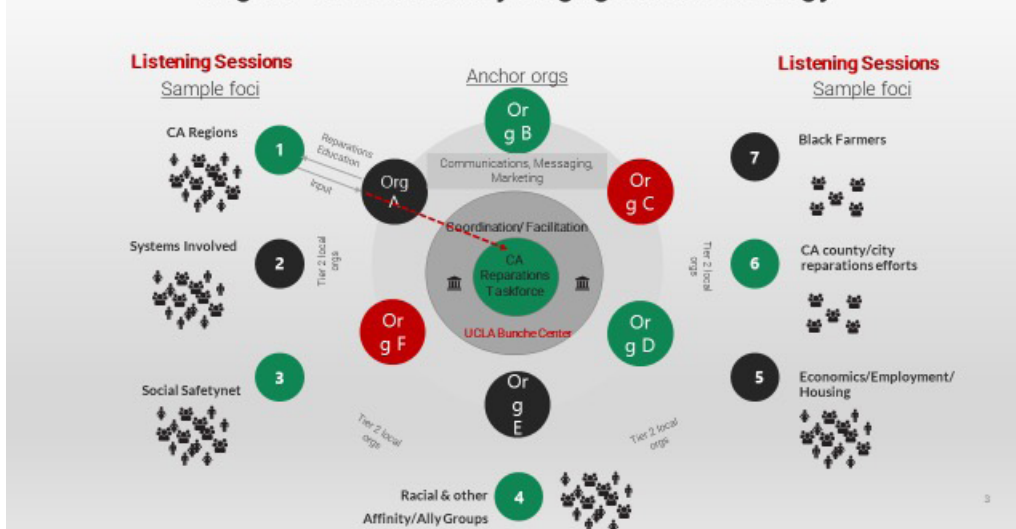 Listening Sessions
Sample foci
CA Regions
1
Reparations
Education
Input
Systems Involved
2
Tier 2 local
orgs
Social Safetynet
3
Anchor orgs
Or
g B
Communications, Messaging,
Marketing
Org
A
Or
g C
Coordination/ Facilitation
CA
Reparations
Taskforce
UCLA Bunche Center
Or
g F
Or
g D
Or
g
E
Tier 2 local
orgs
Tier 2 local
orgs
Racial & other
Affinity/Ally Groups
4
Listening Sessions
Sample foci
7
Black Farmers
Tier 2 local
orgs
6
CA county/city
reparations efforts
5
Economics/Employment/
Housing
3